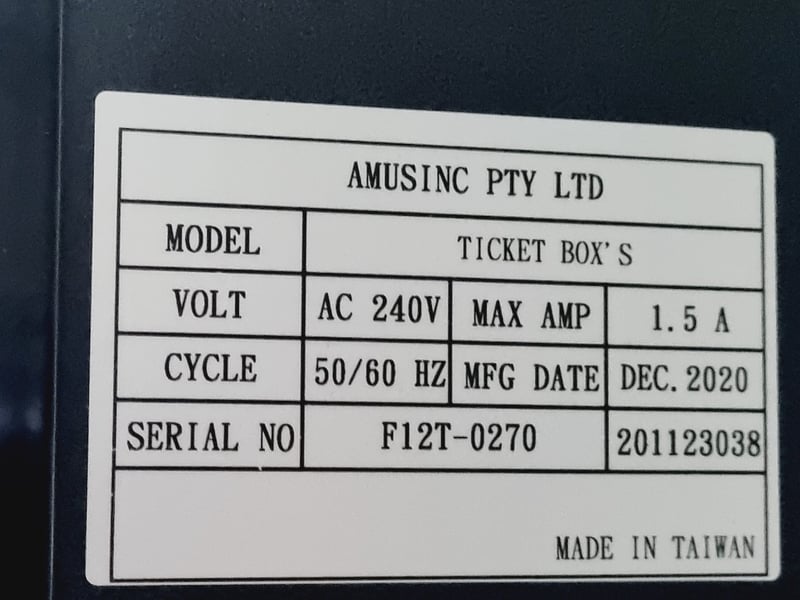 AMUSINC PTY LTD
MODEL TICKET BOX'S
VOLT AC 240V MAX AMP 1.5 A
CYCLE 50/60 HZ MFG DATE DEC. 2020
SERIAL NO F12T-0270 201123038
MADE IN TAIWAN